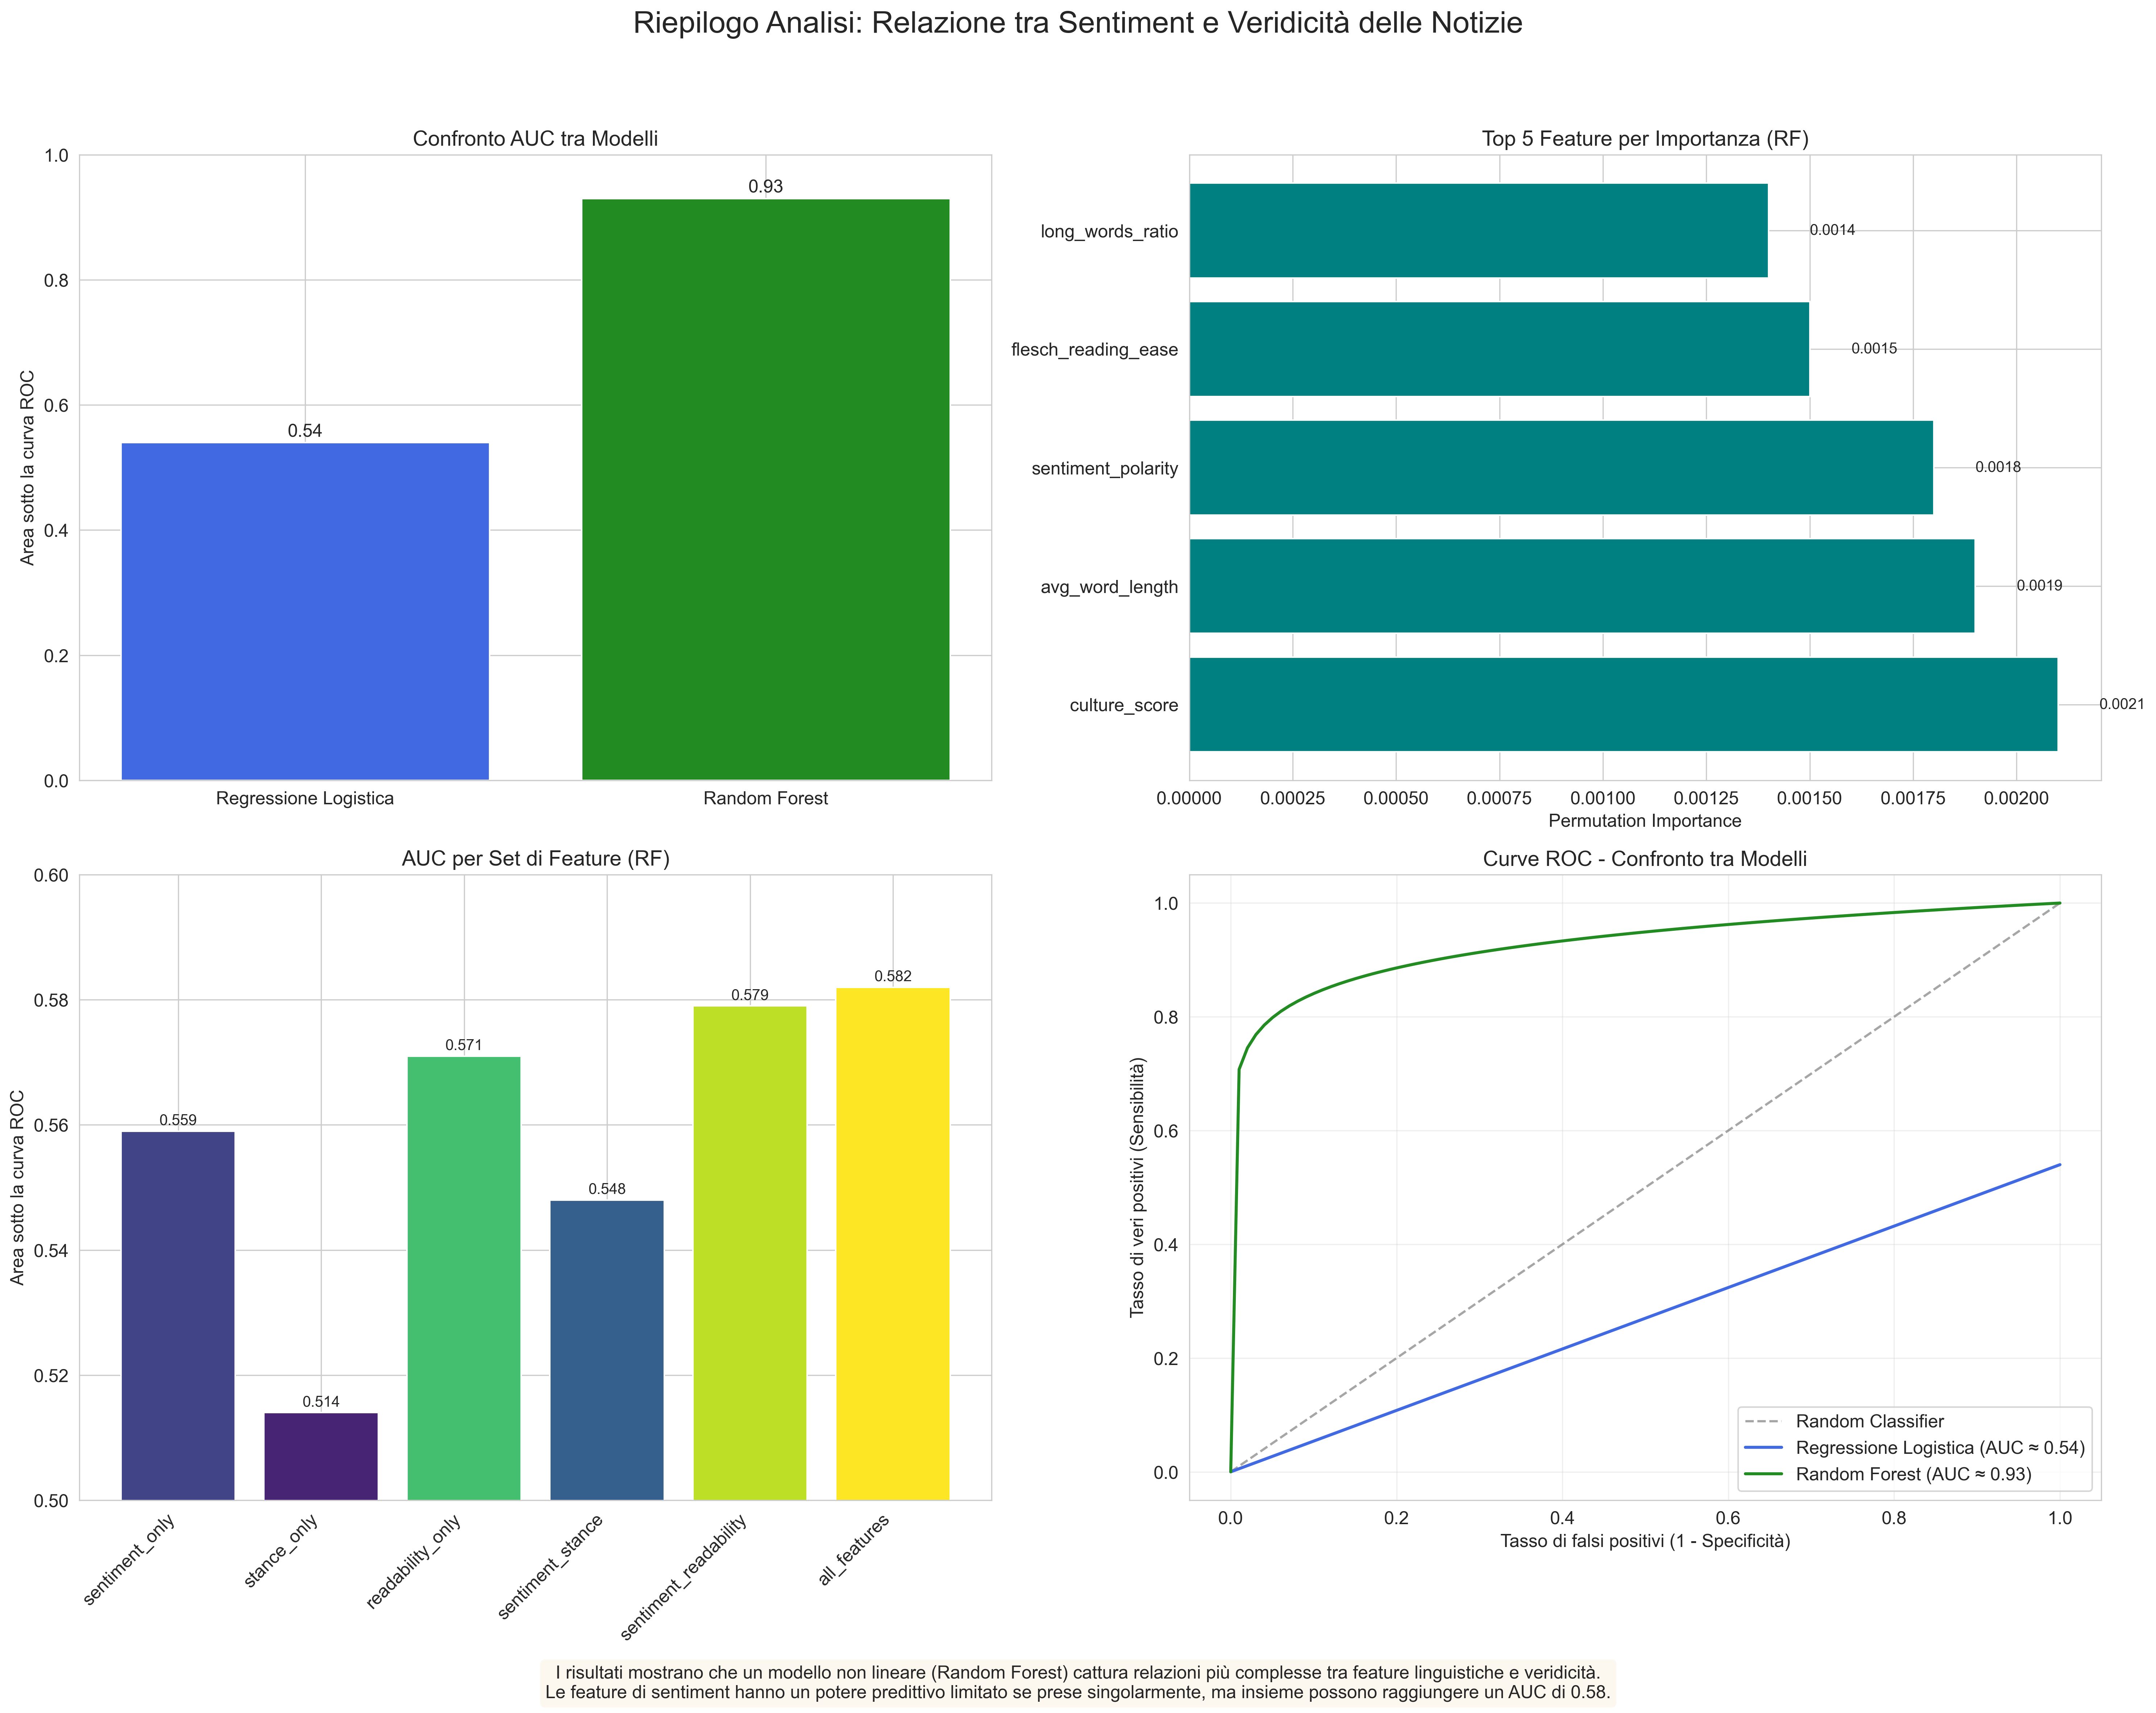 Riepilogo Analisi: Relazione tra Sentiment e Veridicità delle Notizie
Confronto AUC tra Modelli
Area sotto la curva ROC
1.0
0.8
0.6
0.4
0.2
0.0
0.54
0.93
Regressione Logistica
Random Forest
Top 5 Feature per Importanza (RF)
long_words_ratio
0.0014
flesch_reading_ease
0.0015
sentiment_polarity
0.0018
avg_word_length
0.0019
culture_score
0.0021
0.00000 0.00025 0.00050 0.00075 0.00100 0.00125 0.00150 0.00175 0.00200
Permutation Importance
AUC per Set di Feature (RF)
Area sotto la curva ROC
0.60
0.58
0.56
0.54
0.52
0.50
0.559
0.514
0.571
0.548
0.579
0.582
sentiment_only
stance_only
readability_only
sentiment_stance
sentiment_readability
all_features
Curve ROC - Confronto tra Modelli
Tasso di veri positivi (Sensibilità)
1.0
0.8
0.6
0.4
0.2
0.0
Random Classifier
Regressione Logistica (AUC ≈ 0.54)
Random Forest (AUC ≈ 0.93)
0.0 0.2 0.4 0.6 0.8 1.0
Tasso di falsi positivi (1 - Specificità)
I risultati mostrano che un modello non lineare (Random Forest) cattura relazioni più complesse tra feature linguistiche e veridicità.
Le feature di sentiment hanno un potere predittivo limitato se prese singolarmente, ma insieme possono raggiungere un AUC di 0.58.